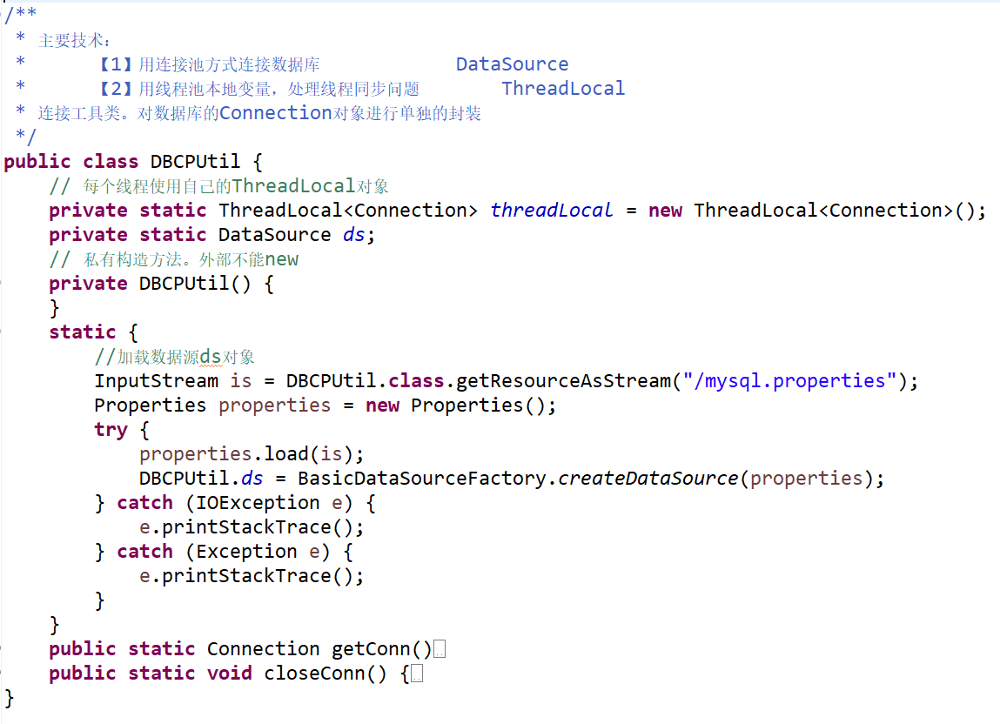 /**
 * 主要技术：
 *      【1】用连接池方式连接数据库            DataSource
 *      【2】用线程池本地变量，处理线程同步问题       ThreadLocal
 * 连接工具类。对数据库的Connection对象进行单独的封装
 */
public class DBCPUtil {
    // 每个线程使用自己的ThreadLocal对象
    private static ThreadLocal<Connection> threadLocal = new ThreadLocal<Connection>();
    private static DataSource ds;
    // 私有构造方法。外部不能new
    private DBCPUtil() {
    }
    static {
        //加载数据源ds对象
        InputStream is = DBCPUtil.class.getResourceAsStream("/mysql.properties");
        Properties properties = new Properties();
        try {
            properties.load(is);
            DBCPUtil.ds = BasicDataSourceFactory.createDataSource(properties);
        } catch (IOException e) {
            e.printStackTrace();
        } catch (Exception e) {
            e.printStackTrace();
        }
    }
    public static Connection getConn()
    public static void closeConn() {
}